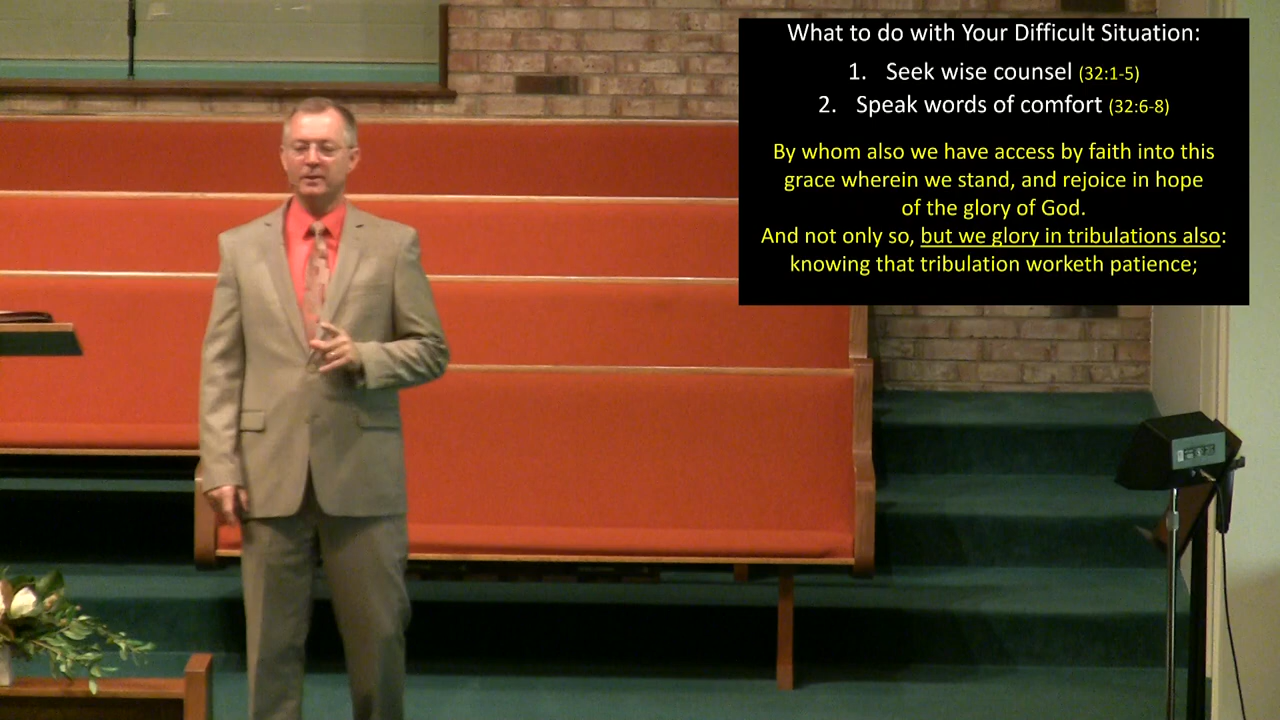 What to do with Your Difficult Situation:
1. Seek wise counsel (32:1-5)
2. Speak words of comfort (32:6-8)
By whom also we have access by faith into this
grace wherein we stand, and rejoice in hope
of the glory of God.
And not only so, but we glory in tribulations also:
knowing that tribulation worketh patience;